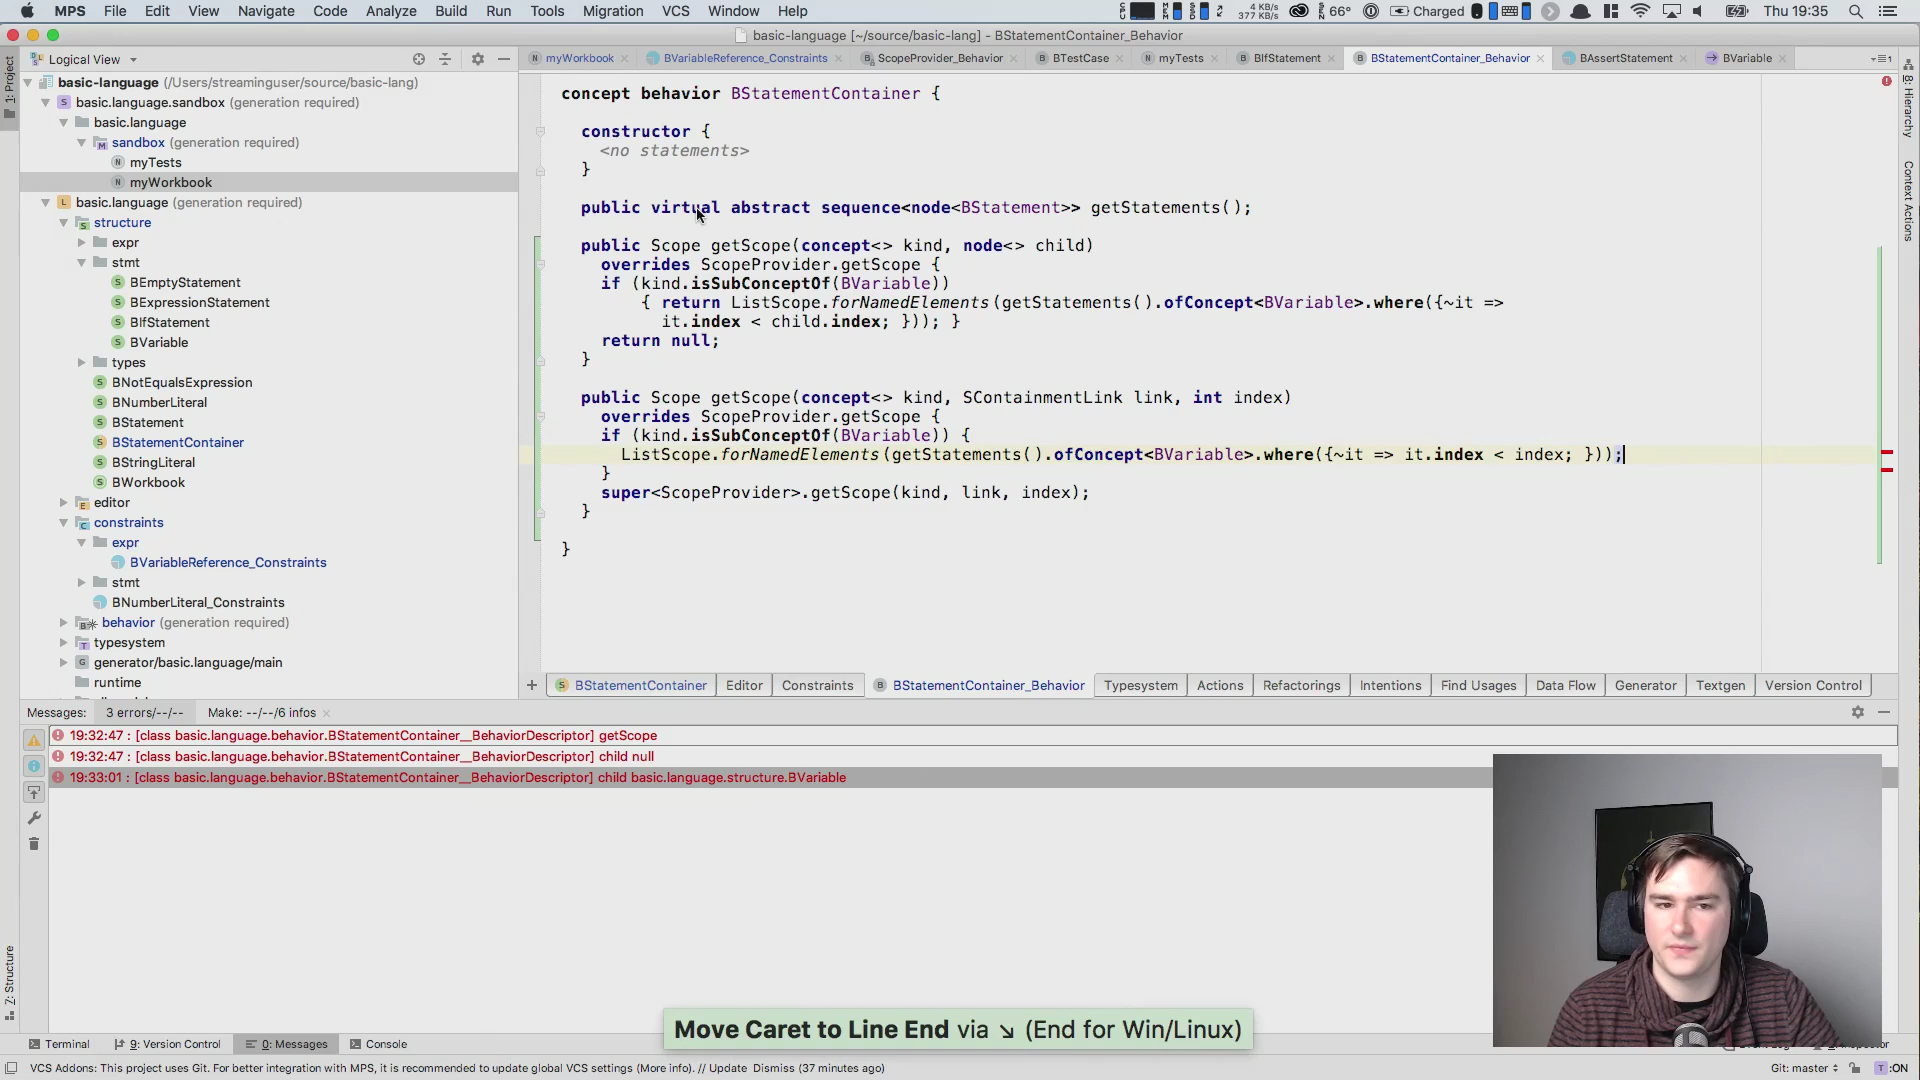 MPS File Edit View Navigate Code Analyze Build Run Tools Migration VCS Window Help
4 KB/s
377 KB/s
66°
Charged
Thu 19:35
basic-language [~/source/basic-lang] - BStatementContainer_Behavior
Logical View
myWorkbook
BVariableReference_Constraints
ScopeProvider_Behavior
BTestCase
myTests
BIfStatement
BStatementContainer_Behavior
BAssertStatement
BVariable
1: Project
basic-language (/Users/streaminguser/source/basic-lang)
basic.language.sandbox (generation required)
basic.language
sandbox (generation required)
myTests
myWorkbook
basic.language (generation required)
structure
expr
stmt
BEmptyStatement
BExpressionStatement
BIfStatement
BVariable
types
BNotEqualsExpression
BNumberLiteral
BStatement
BStatementContainer
BStringLiteral
BWorkbook
editor
constraints
expr
BVariableReference_Constraints
stmt
BNumberLiteral_Constraints
behavior (generation required)
typesystem
generator/basic.language/main
runtime
concept behavior BStatementContainer {
constructor {
<no statements>
}
public virtual abstract sequence<node<BStatement>> getStatements();
public Scope getScope(concept<> kind, node<> child)
overrides ScopeProvider.getScope {
if (kind.isSubConceptOf(BVariable))
{ return ListScope.forNamedElements(getStatements().ofConcept<BVariable>.where({~it =>
it.index < child.index; })); }
return null;
}
public Scope getScope(concept<> kind, SContainmentLink link, int index)
overrides ScopeProvider.getScope {
if (kind.isSubConceptOf(BVariable)) {
ListScope.forNamedElements(getStatements().ofConcept<BVariable>.where({~it => it.index < index; }));
}
super<ScopeProvider>.getScope(kind, link, index);
}
}
8: Hierarchy
Context Actions
+ BStatementContainer Editor Constraints BStatementContainer_Behavior Typesystem Actions Refactorings Intentions Find Usages Data Flow Generator Textgen Version Control
Messages: 3 errors/--/-- Make: --/--/6 infos
19:32:47 : [class basic.language.behavior.BStatementContainer__BehaviorDescriptor] getScope
19:32:47 : [class basic.language.behavior.BStatementContainer__BehaviorDescriptor] child null
19:33:01 : [class basic.language.behavior.BStatementContainer__BehaviorDescriptor] child basic.language.structure.BVariable
Z: Structure
Move Caret to Line End via ↘ (End for Win/Linux)
Terminal 9: Version Control 0: Messages Console
VCS Addons: This project uses Git. For better integration with MPS, it is recommended to update global VCS settings (More info). // Update Dismiss (37 minutes ago)
Git: master
T :ON